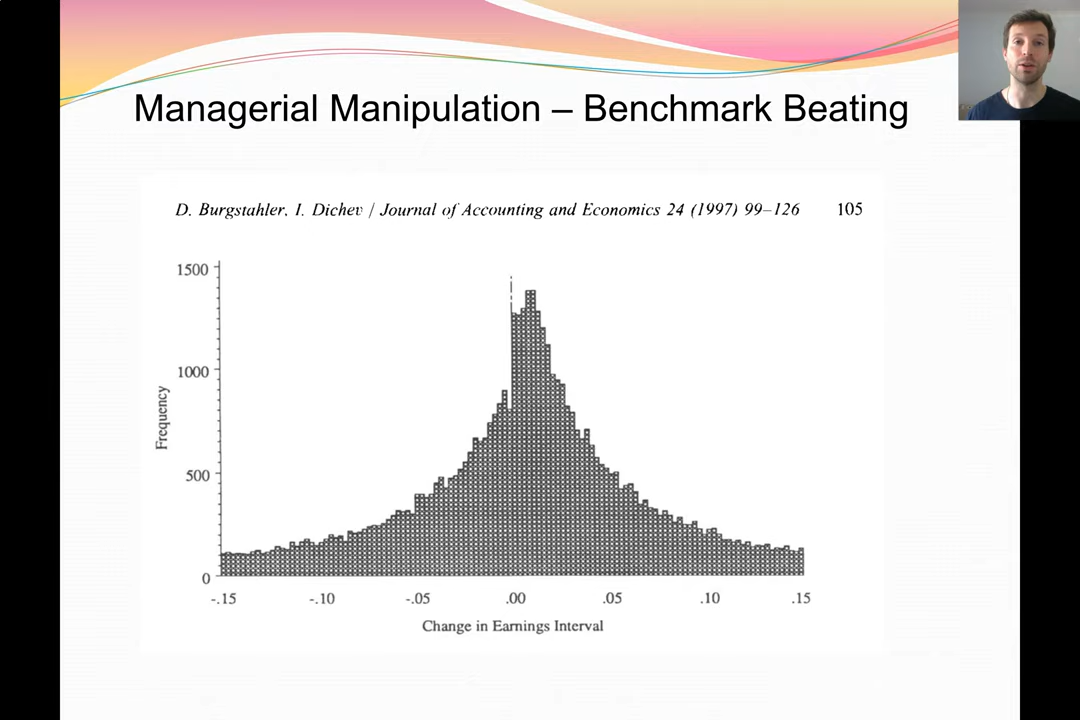 Managerial Manipulation – Benchmark Beating
D. Burgstahler, I. Dichev / Journal of Accounting and Economics 24 (1997) 99–126 105
1500
1000
500
0
Frequency
-.15 -.10 -.05 .00 .05 .10 .15
Change in Earnings Interval